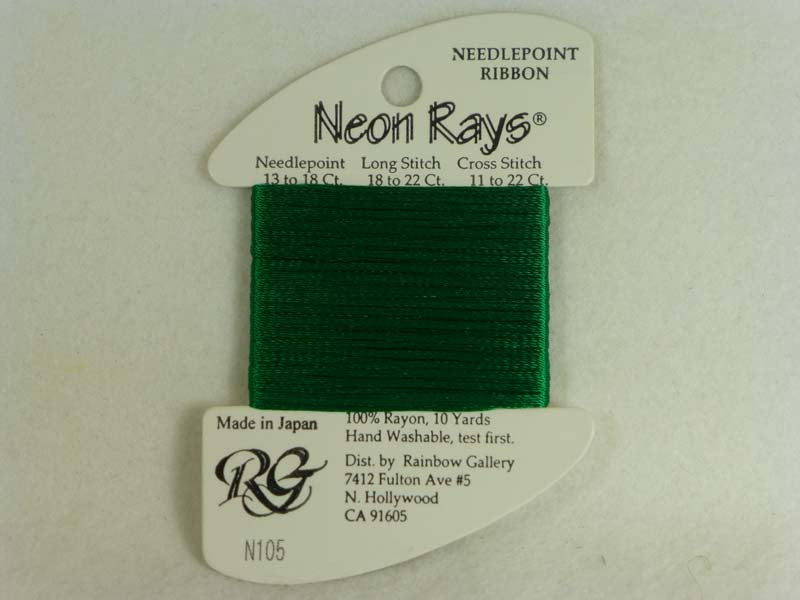 NEEDLEPOINT
RIBBON
Neon Rays®
Needlepoint Long Stitch Cross Stitch
13 to 18 Ct. 18 to 22 Ct. 11 to 22 Ct.
Made in Japan
100% Rayon, 10 Yards
Hand Washable, test first.
RG
Dist. by Rainbow Gallery
7412 Fulton Ave #5
N. Hollywood
CA 91605
N105